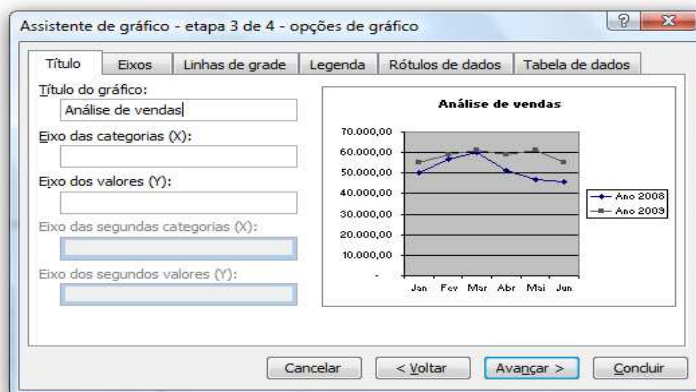 Assistente de gráfico - etapa 3 de 4 - opções de gráfico
Título
Eixos
Linhas de grade
Legenda
Rótulos de dados
Tabela de dados
Título do gráfico:
Análise de vendas
Eixo das categorias (X):
Eixo dos valores (Y):
Eixo das segundas categorias (X):
Eixo dos segundos valores (Y):
Análise de vendas
70.000,00
60.000,00
50.000,00
40.000,00
30.000,00
20.000,00
10.000,00
-
Jan Fev Mar Abr Mai Jun
Ano 2008
Ano 2009
Cancelar
< Voltar
Avançar >
Concluir